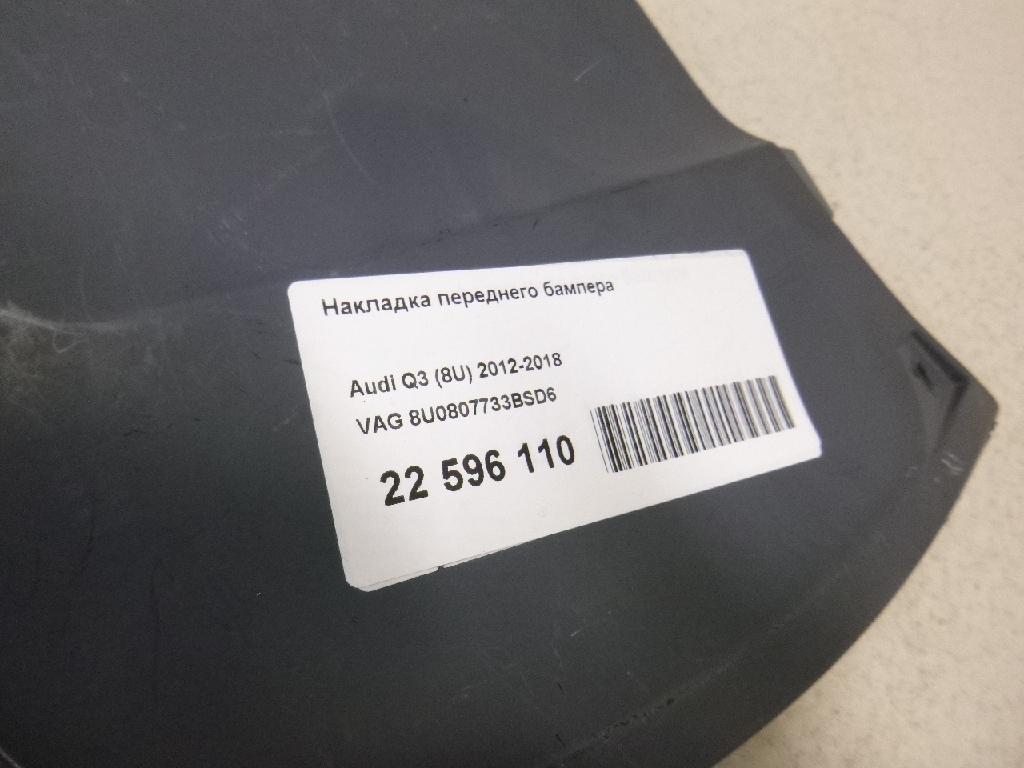 Накладка переднего бампера
Audi Q3 (8U) 2012-2018
VAG 8U0807733BSD6
22 596 110